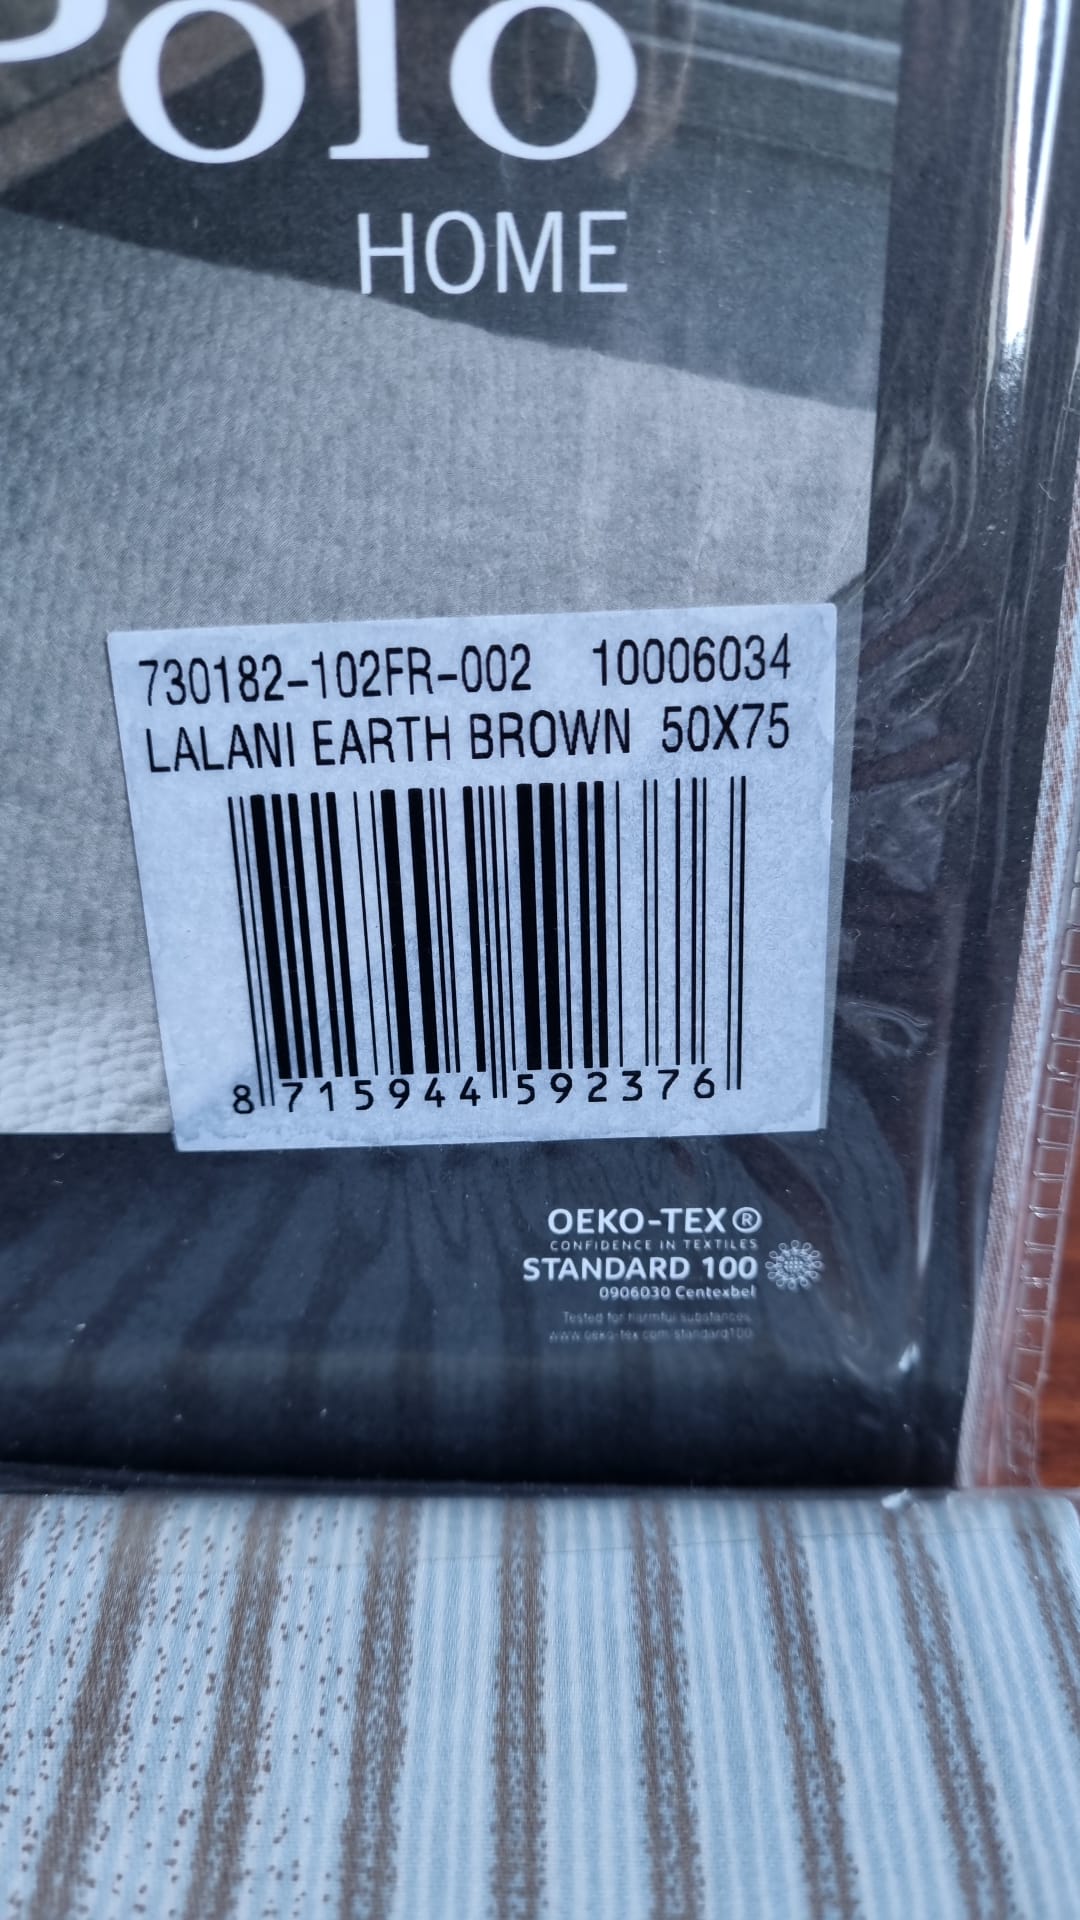 Polo
HOME
730182-102FR-002 10006034
LALANI EARTH BROWN 50X75
8 715944 592376
OEKO-TEX®
CONFIDENCE IN TEXTILES
STANDARD 100
0906030 Centexbel
Tested for harmful substances
www.oeko-tex.com/standard100